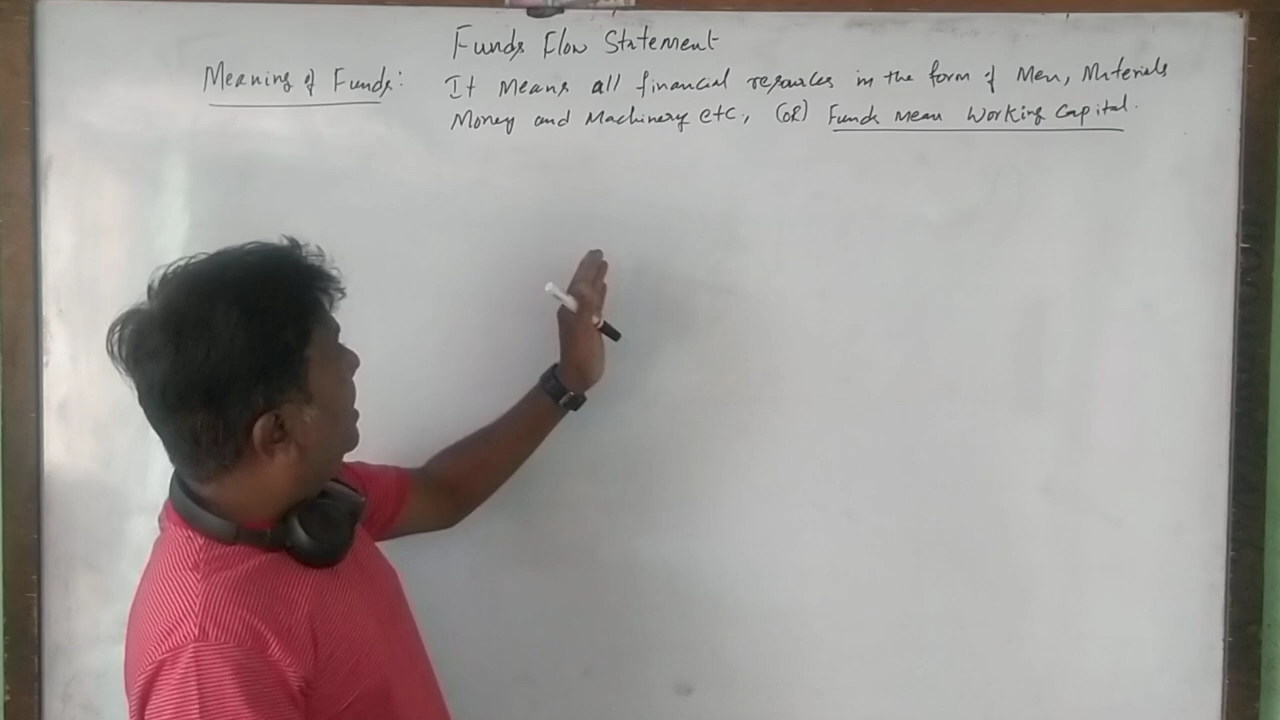 Funds Flow Statement
Meaning of Funds: It means all financial resources in the form of Men, Materials
Money and Machinery etc, (OR) Funds mean Working Capital.